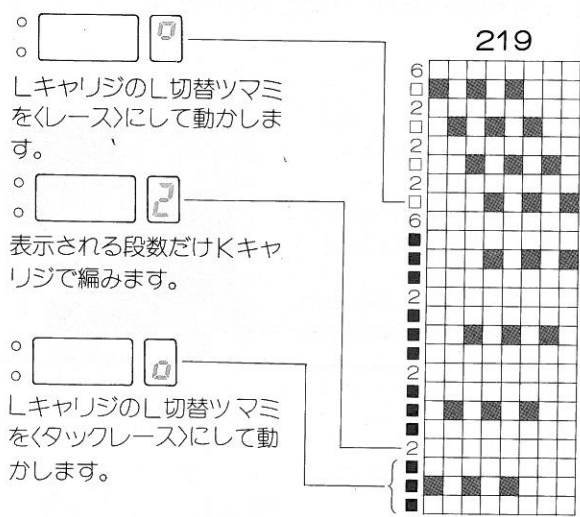 LキャリジのL切替ツマミ
を〈レース〉にして動かしま
す。
2
表示される段数だけKキャ
リジで編みます。
o
LキャリジのL切替ツマミ
を〈タックレース〉にして動
かします。
219
6
□
2
□
2
□
2
□
6
■
■
■
2
■
■
■
2
■
■
■
2
■
■
■